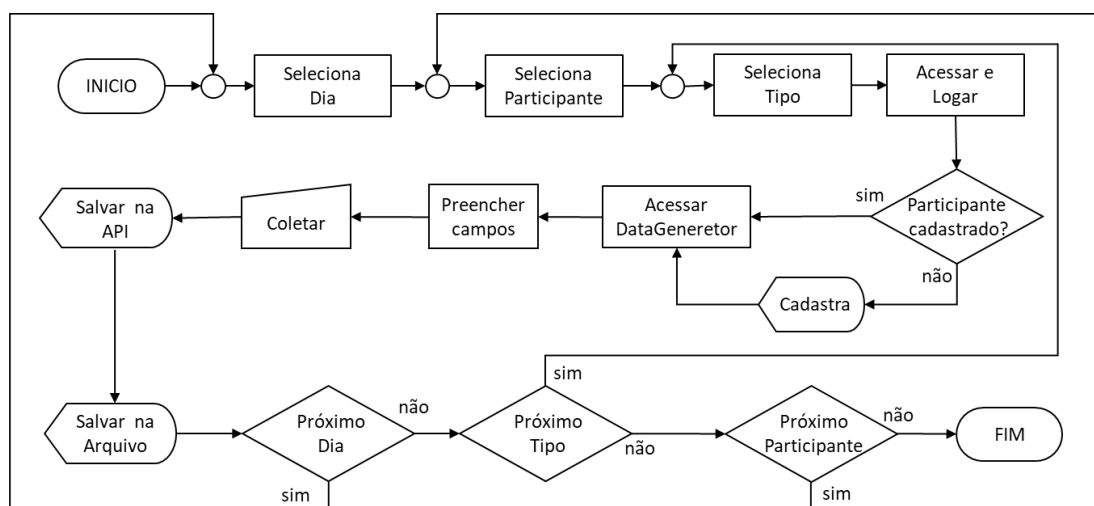 INICIO
Seleciona
Dia
Seleciona
Participante
Seleciona
Tipo
Acessar e
Logar
Participante
cadastrado?
sim
não
Cadastra
Acessar
DataGeneretor
Preencher
campos
Coletar
Salvar na
API
Salvar na
Arquivo
Próximo
Dia
não
sim
Próximo
Tipo
sim
não
Próximo
Participante
não
sim
FIM